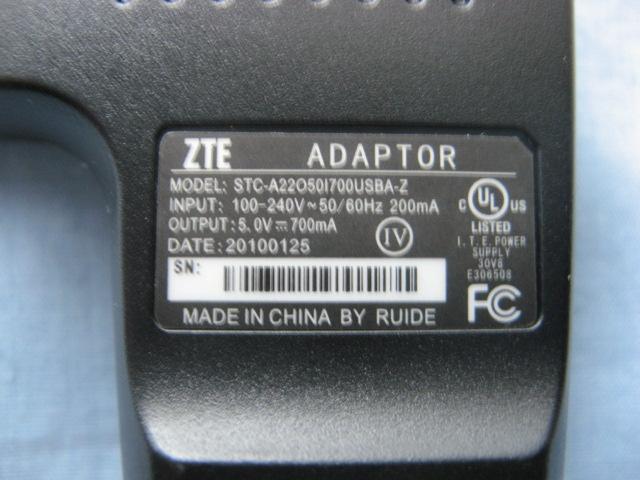 ZTE ADAPTOR
MODEL: STC-A22O50I700USBA-Z
INPUT: 100-240V~50/60Hz 200mA
OUTPUT: 5.0V⎓700mA
IV
DATE: 20100125
C UL US
LISTED
I.T.E. POWER
SUPPLY
30V6
E306508
SN:
FC
MADE IN CHINA BY RUIDE